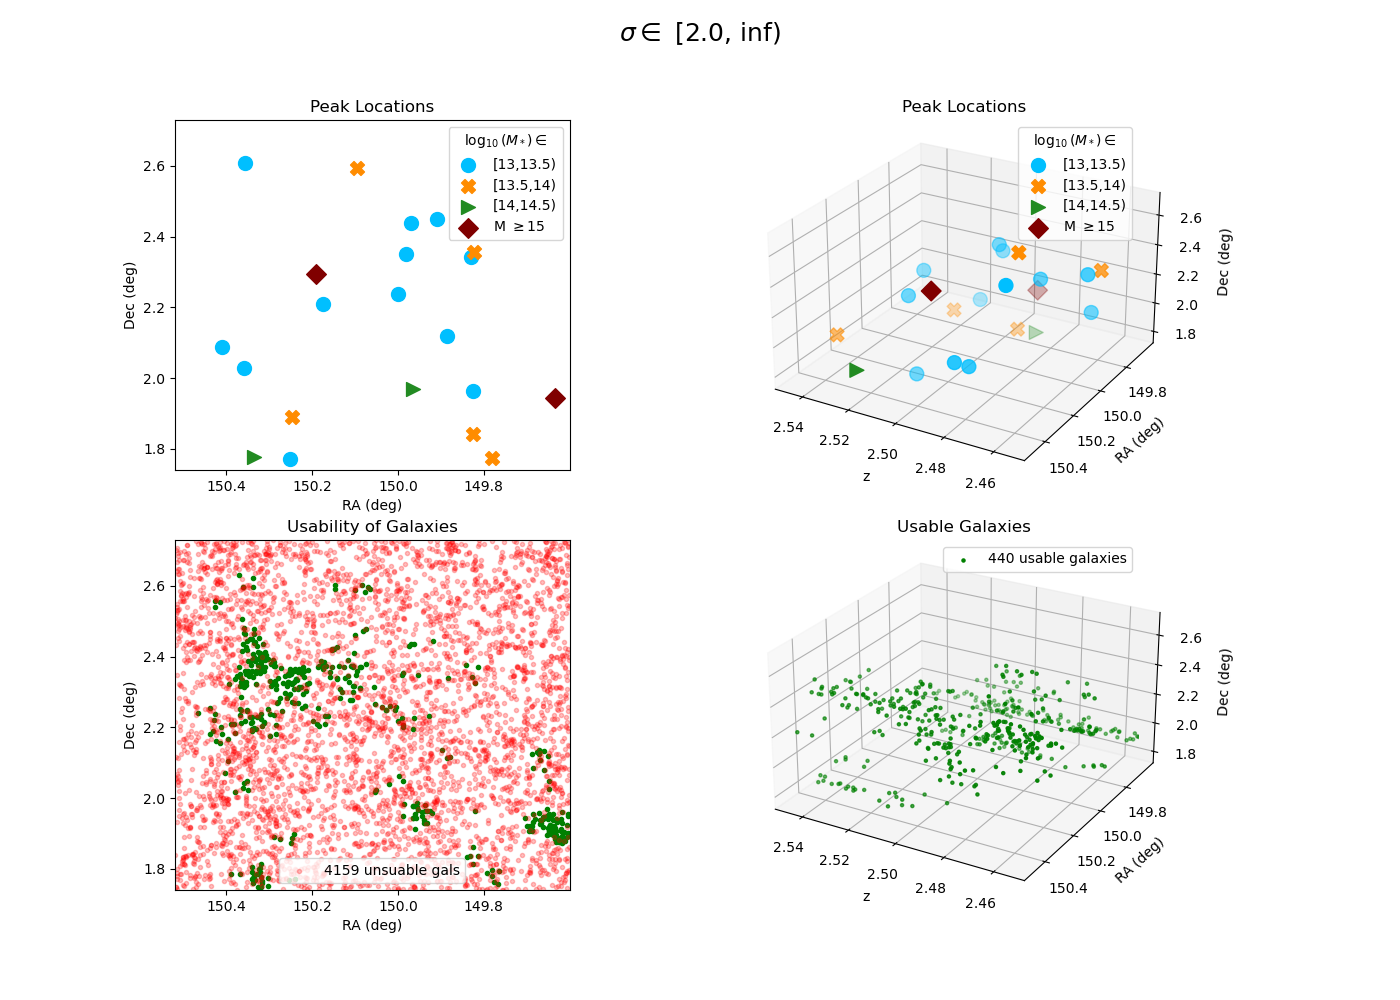 σ ∈ [2.0, inf)
Peak Locations
log₁₀(M*) ∈
[13,13.5)
[13.5,14)
[14,14.5)
M ≥15
2.6
2.4
2.2
2.0
1.8
Dec (deg)
150.4 150.2 150.0 149.8
RA (deg)
Peak Locations
log₁₀(M*) ∈
[13,13.5)
[13.5,14)
[14,14.5)
M ≥15
2.6
2.4
2.2
2.0
1.8
Dec (deg)
149.8
150.0
150.2
150.4
RA (deg)
2.54
2.52
2.50
2.48
2.46
z
Usability of Galaxies
2.6
2.4
2.2
2.0
1.8
Dec (deg)
4159 unsuable gals
150.4 150.2 150.0 149.8
RA (deg)
Usable Galaxies
440 usable galaxies
2.6
2.4
2.2
2.0
1.8
Dec (deg)
149.8
150.0
150.2
150.4
RA (deg)
2.54
2.52
2.50
2.48
2.46
z